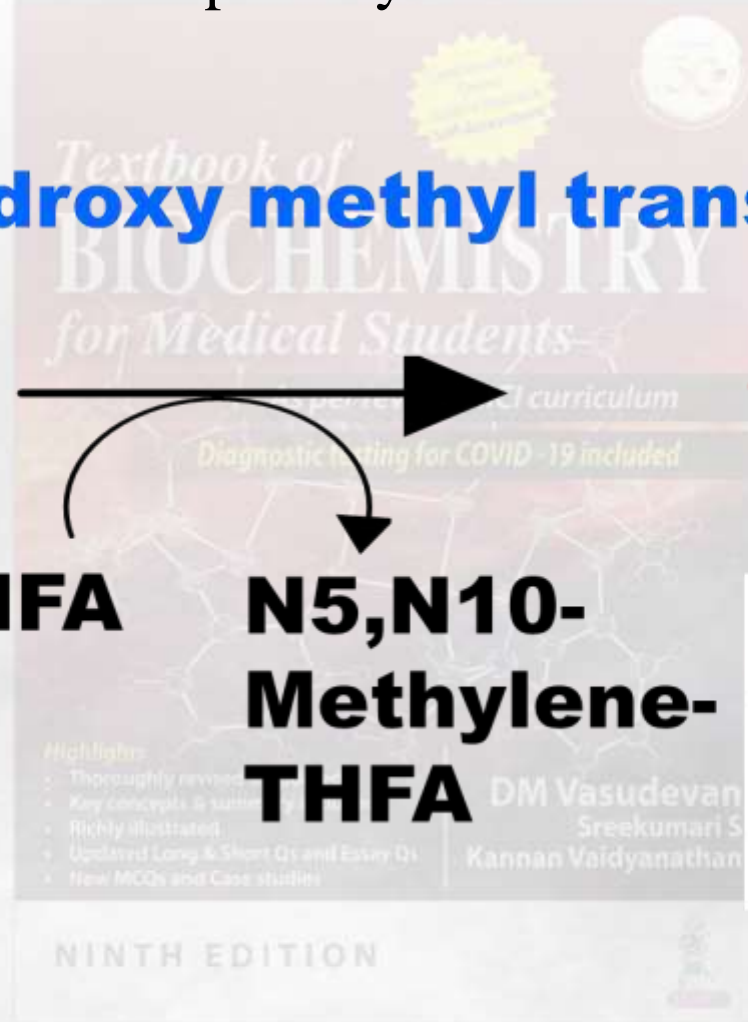 droxy methyl trans
Textbook of
BIOCHEMISTRY
for Medical Students
CI curriculum
Diagnostic testing for COVID-19 included
IFA
N5,N10-
Methylene-
THFA
Highlights
• Thoroughly revised
• Key concepts &
• Richly illustrated
• Updated Long & Short Qs and Essay Qs
• New MCQs and Case studies
DM Vasudevan
Sreekumari S
Kannan Vaidyanathan
NINTH EDITION